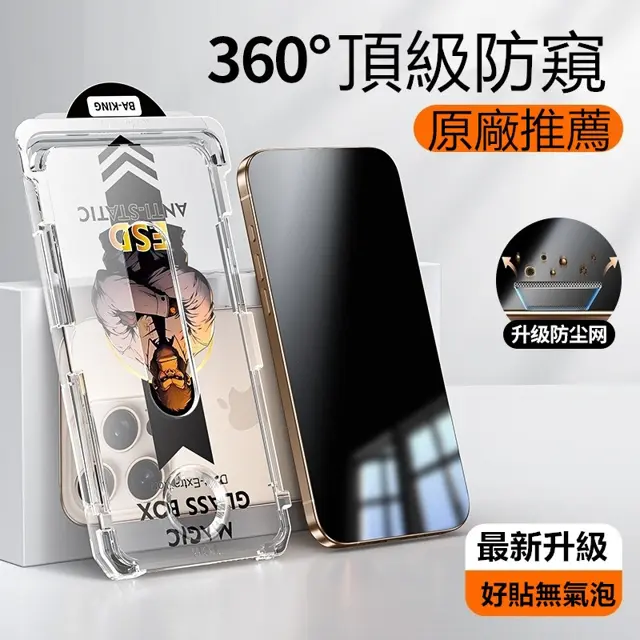 360°頂級防窺
原廠推薦
BA-KING
ANTI-STATIC
ESD
升级防尘网
GLASS BOX
MAGIC
最新升級
好貼無氣泡